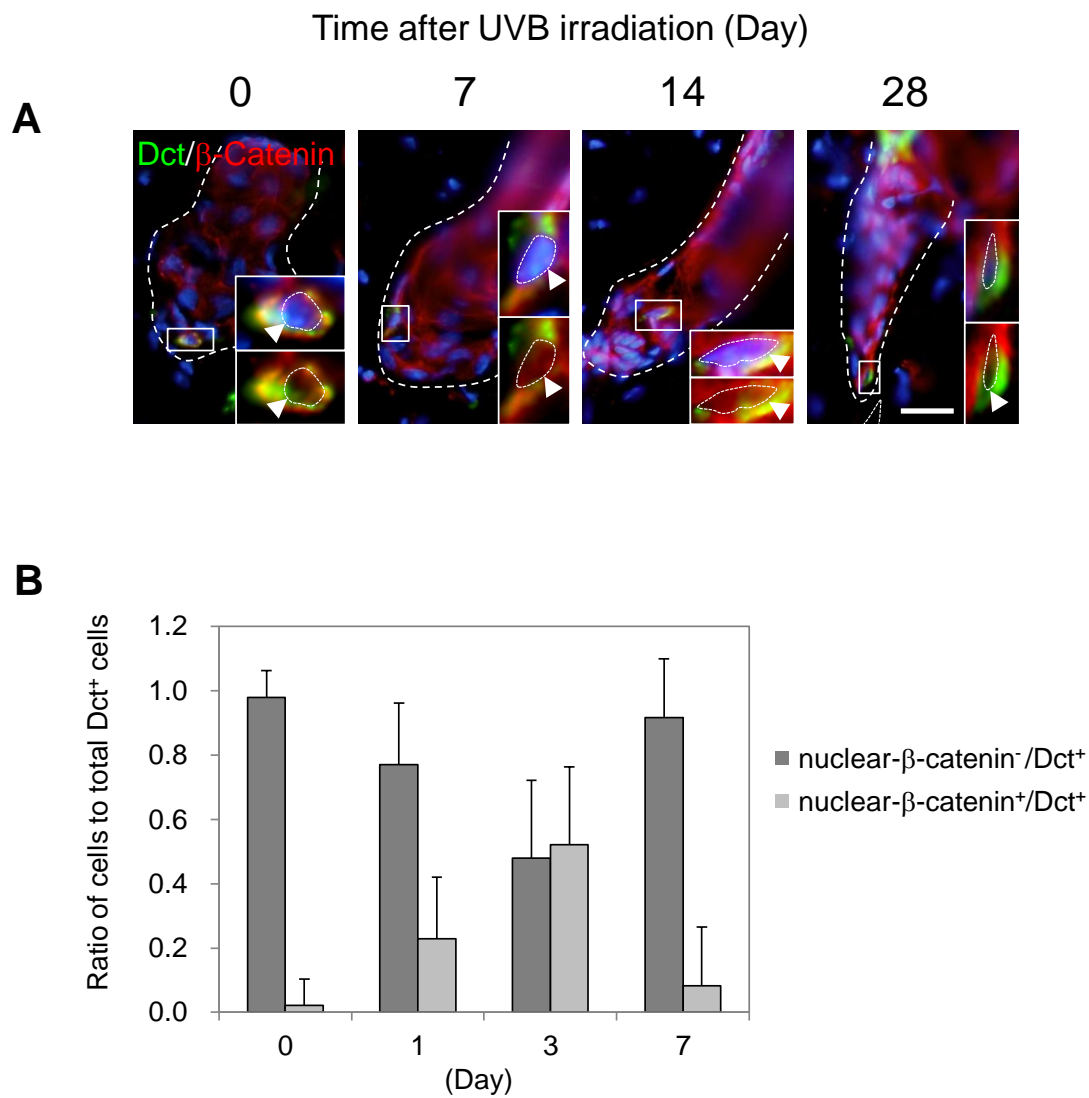 Time after UVB irradiation (Day)
0 7 14 28
A
Dct/β-Catenin
B
Ratio of cells to total Dct⁺ cells
1.2
1.0
0.8
0.6
0.4
0.2
0.0
0 1 3 7
(Day)
nuclear-β-catenin⁻/Dct⁺
nuclear-β-catenin⁺/Dct⁺